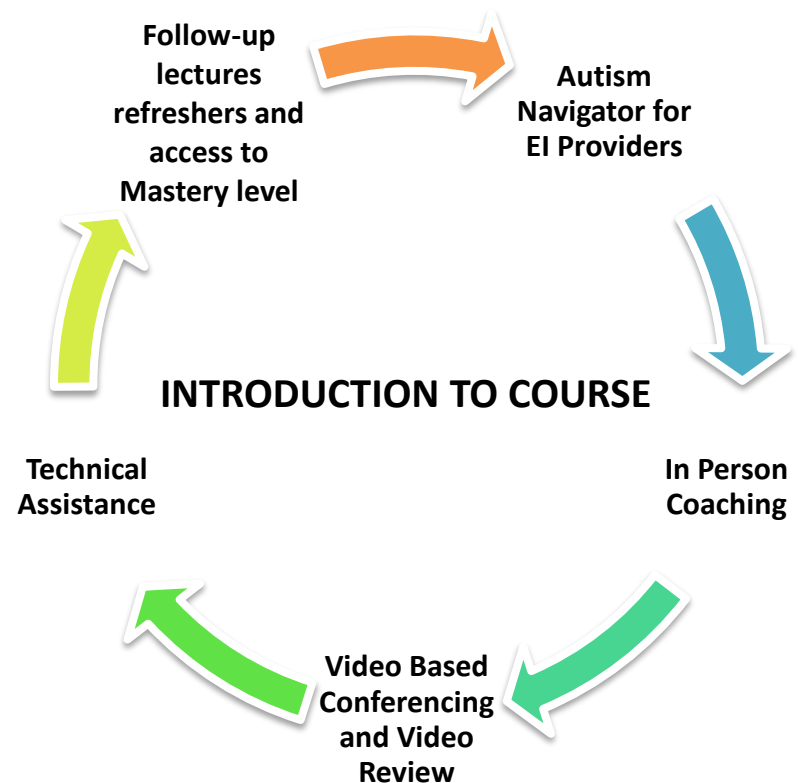 Follow-up
lectures
refreshers and
access to
Mastery level
Autism
Navigator for
EI Providers
INTRODUCTION TO COURSE
Technical
Assistance
In Person
Coaching
Video Based
Conferencing
and Video
Review